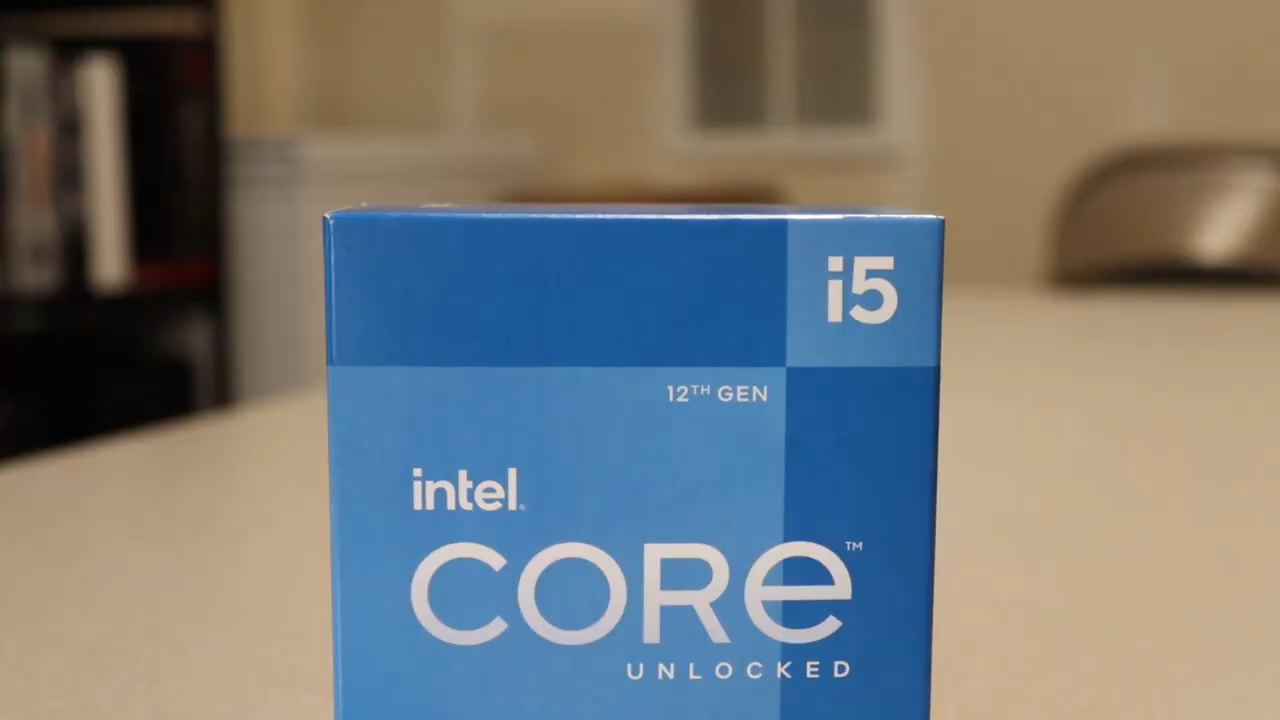 i5
12TH GEN
intel
CORe™
UNLOCKED